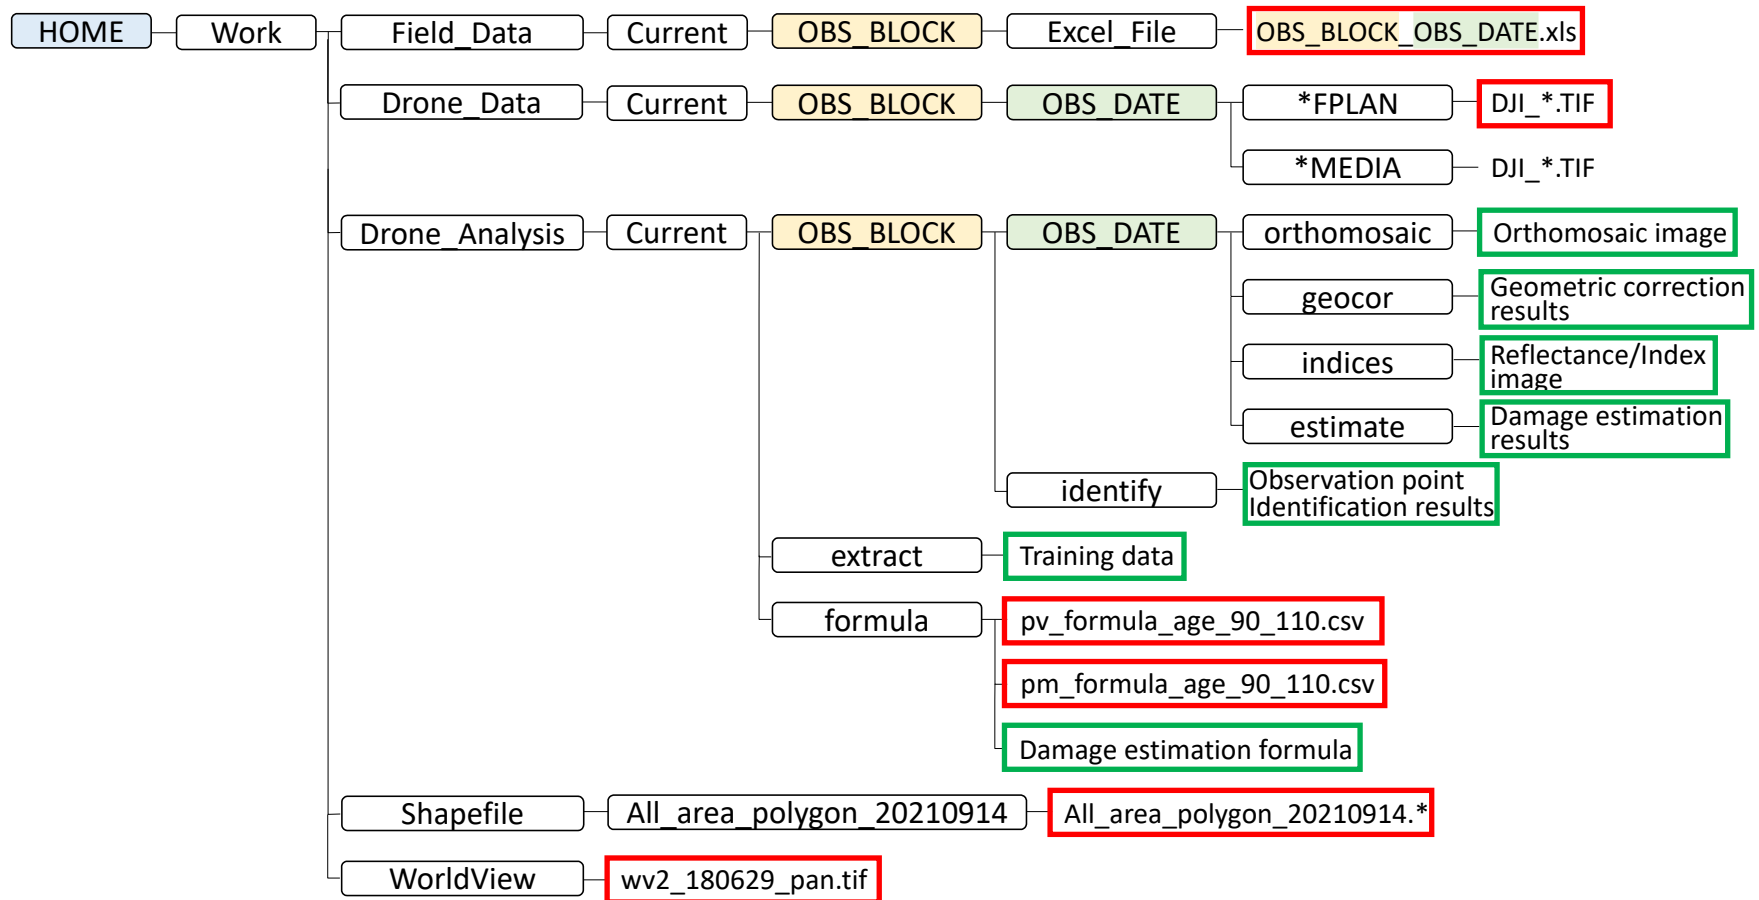 HOME
Work
Field_Data
Current
OBS_BLOCK
Excel_File
OBS_BLOCK_OBS_DATE.xls
Drone_Data
Current
OBS_BLOCK
OBS_DATE
*FPLAN
DJI_*.TIF
*MEDIA
DJI_*.TIF
Drone_Analysis
Current
OBS_BLOCK
OBS_DATE
orthomosaic
Orthomosaic image
geocor
Geometric correction
results
indices
Reflectance/Index
image
estimate
Damage estimation
results
identify
Observation point
Identification results
extract
Training data
formula
pv_formula_age_90_110.csv
pm_formula_age_90_110.csv
Damage estimation formula
Shapefile
All_area_polygon_20210914
All_area_polygon_20210914.*
WorldView
wv2_180629_pan.tif